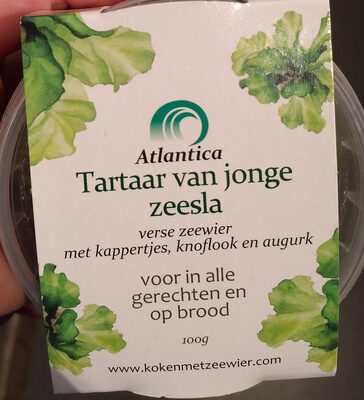 Atlantica
Tartaar van jonge
zeesla
verse zeewier
met kappertjes, knoflook en augurk
voor in alle
gerechten en
op brood
100g
www.kokenmetzeewier.com